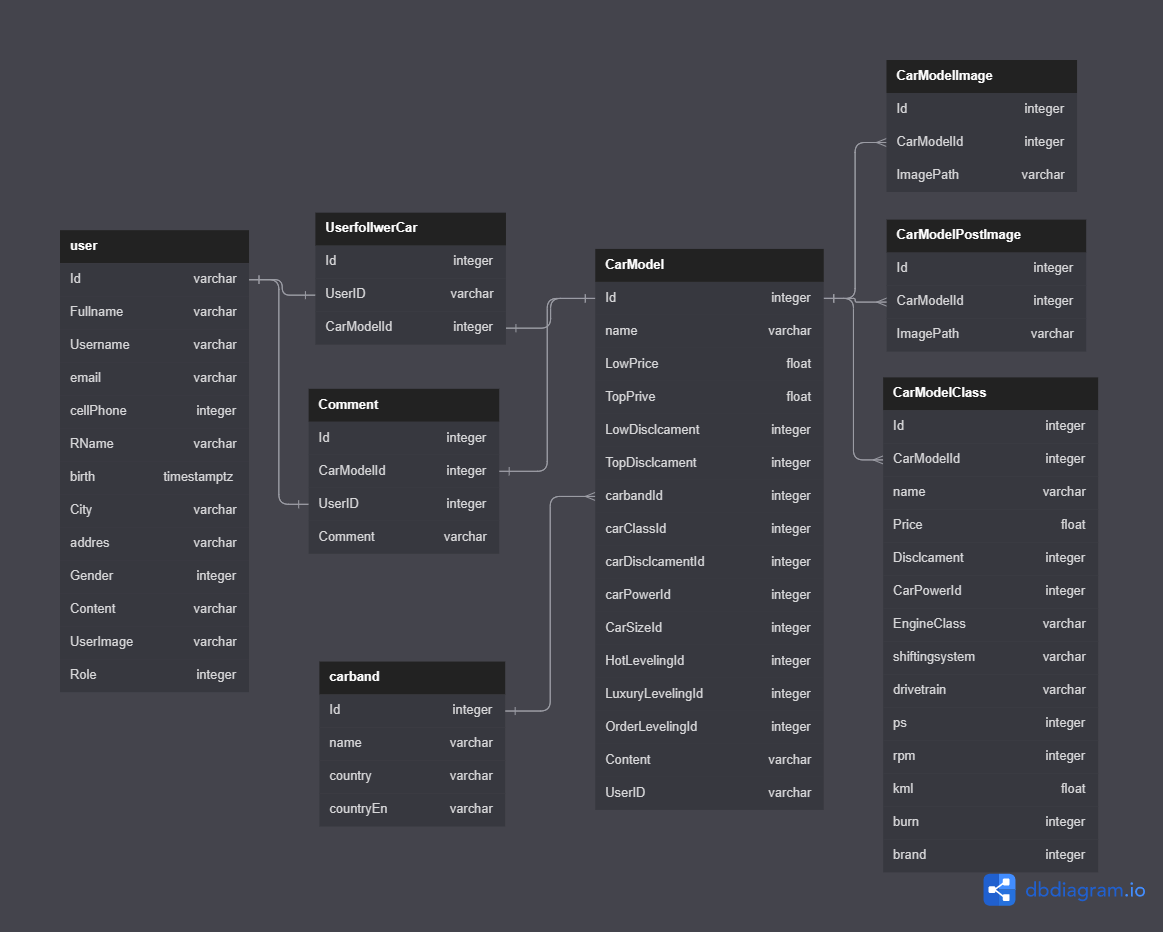 user
Id varchar
Fullname varchar
Username varchar
email varchar
cellPhone integer
RName varchar
birth timestamptz
City varchar
addres varchar
Gender integer
Content varchar
UserImage varchar
Role integer
UserfollwerCar
Id integer
UserID varchar
CarModelId integer
Comment
Id integer
CarModelId integer
UserID integer
Comment varchar
carband
Id integer
name varchar
country varchar
countryEn varchar
CarModel
Id integer
name varchar
LowPrice float
TopPrive float
LowDisclcament integer
TopDisclcament integer
carbandId integer
carClassId integer
carDisclcamentId integer
carPowerId integer
CarSizeId integer
HotLevelingId integer
LuxuryLevelingId integer
OrderLevelingId integer
Content varchar
UserID varchar
CarModelImage
Id integer
CarModelId integer
ImagePath varchar
CarModelPostImage
Id integer
CarModelId integer
ImagePath varchar
CarModelClass
Id integer
CarModelId integer
name varchar
Price float
Disclcament integer
CarPowerId integer
EngineClass varchar
shiftingsystem varchar
drivetrain varchar
ps integer
rpm integer
kml float
burn integer
brand integer
dbdiagram.io